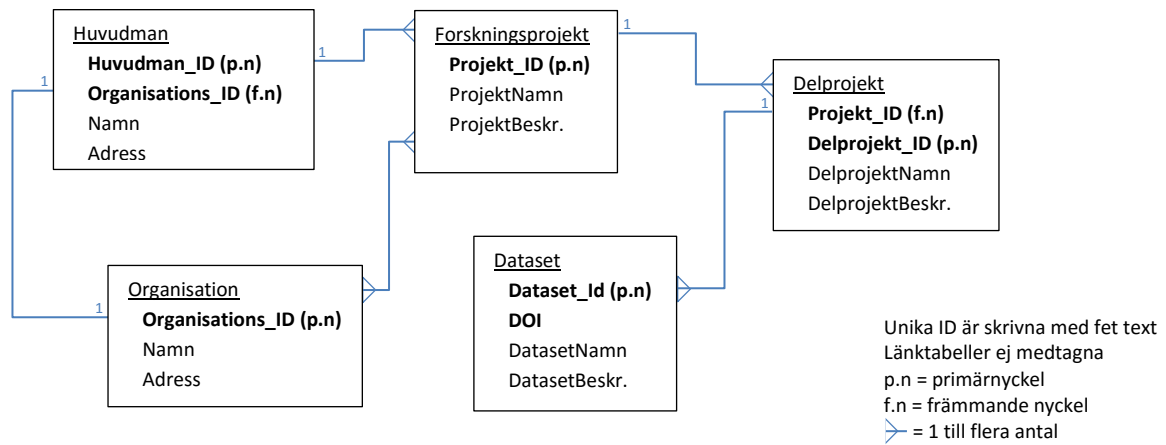 Huvudman
Huvudman_ID (p.n)
Organisations_ID (f.n)
Namn
Adress
1
1
Forskningsprojekt
Projekt_ID (p.n)
ProjektNamn
ProjektBeskr.
1
Delprojekt
Projekt_ID (f.n)
Delprojekt_ID (p.n)
DelprojektNamn
DelprojektBeskr.
1
Organisation
Organisations_ID (p.n)
Namn
Adress
1
Dataset
Dataset_Id (p.n)
DOI
DatasetNamn
DatasetBeskr.
Unika ID är skrivna med fet text
Länktabeller ej medtagna
p.n = primärnyckel
f.n = främmande nyckel
= 1 till flera antal